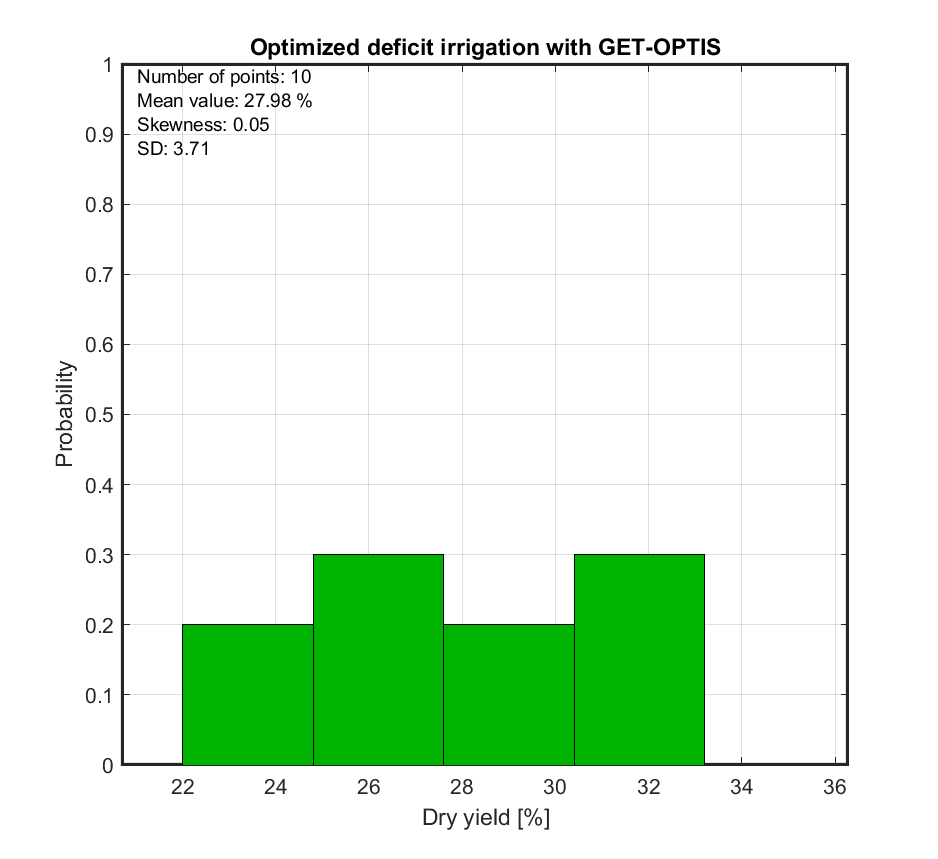 Optimized deficit irrigation with GET-OPTIS
Number of points: 10
Mean value: 27.98 %
Skewness: 0.05
SD: 3.71
1
0.9
0.8
0.7
0.6
0.5
0.4
0.3
0.2
0.1
0
Probability
22 24 26 28 30 32 34 36
Dry yield [%]